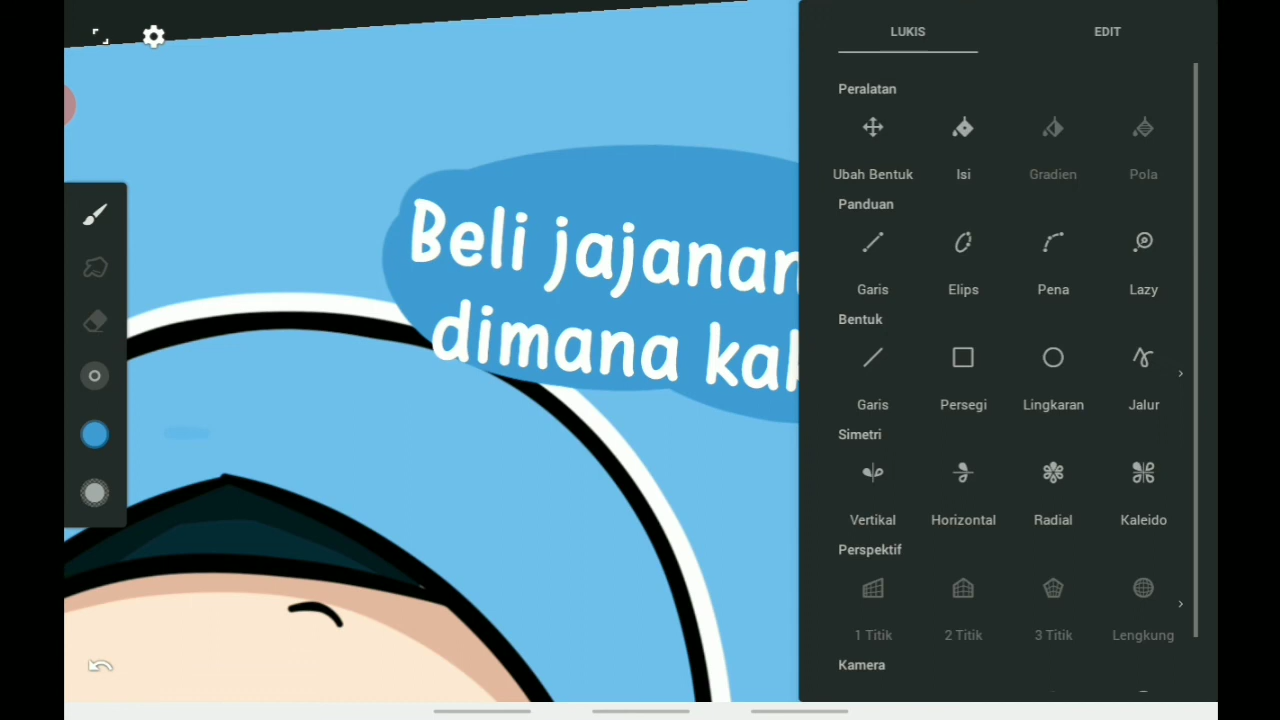 LUKIS EDIT
Peralatan
Ubah Bentuk Isi Gradien Pola
Panduan
Garis Elips Pena Lazy
Bentuk
Garis Persegi Lingkaran Jalur
Simetri
Vertikal Horizontal Radial Kaleido
Perspektif
1 Titik 2 Titik 3 Titik Lengkung
Kamera
Beli jajanan
dimana kak